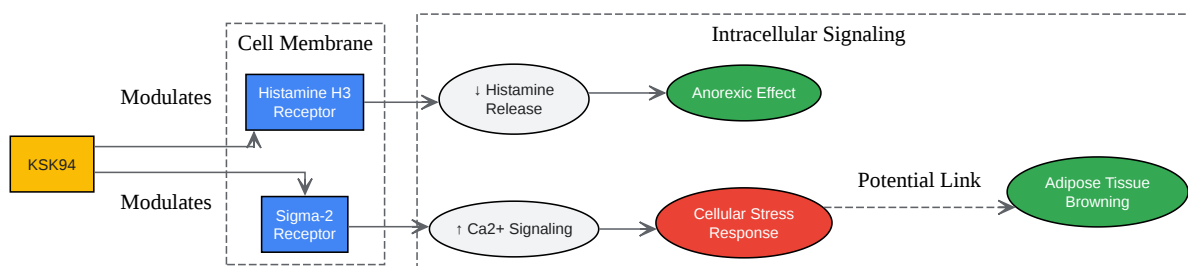 Intracellular Signaling
Cell Membrane
Modulates
Histamine H3
Receptor
↓ Histamine
Release
Anorexic Effect
KSK94
Modulates
Sigma-2
Receptor
↑ Ca2+ Signaling
Cellular Stress
Response
Potential Link
Adipose Tissue
Browning